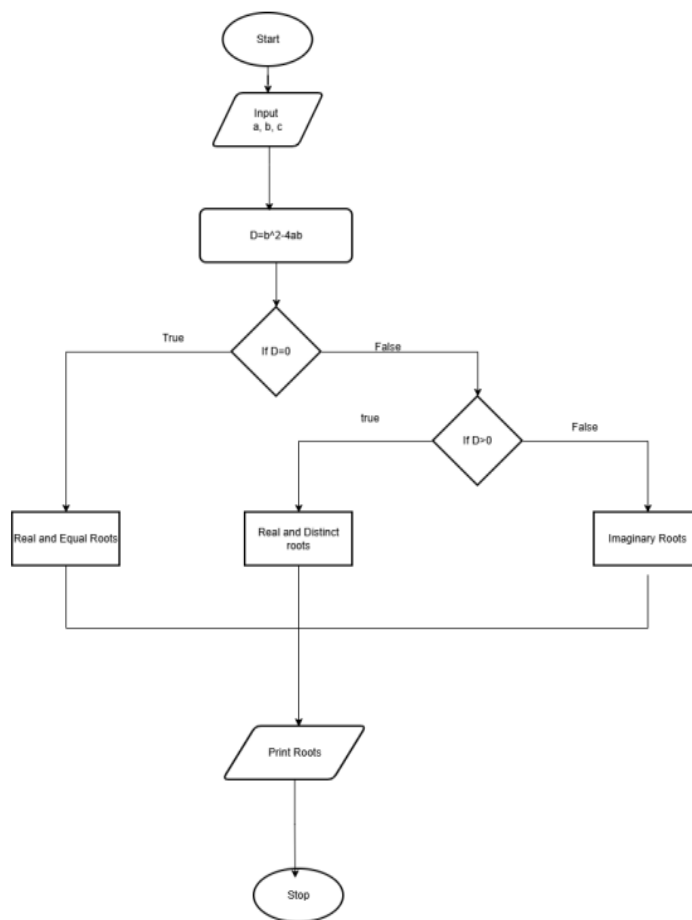 Start
Input
a, b, c
D=b^2-4ab
True
If D=0
False
true
If D>0
False
Real and Equal Roots
Real and Distinct
roots
Imaginary Roots
Print Roots
Stop